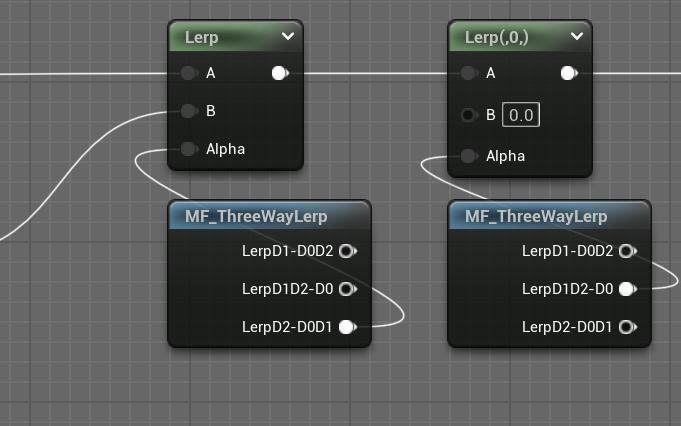 Lerp
A
B
Alpha
Lerp(,0,)
A
B 0.0
Alpha
MF_ThreeWayLerp
LerpD1-D0D2
LerpD1D2-D0
LerpD2-D0D1
MF_ThreeWayLerp
LerpD1-D0D2
LerpD1D2-D0
LerpD2-D0D1